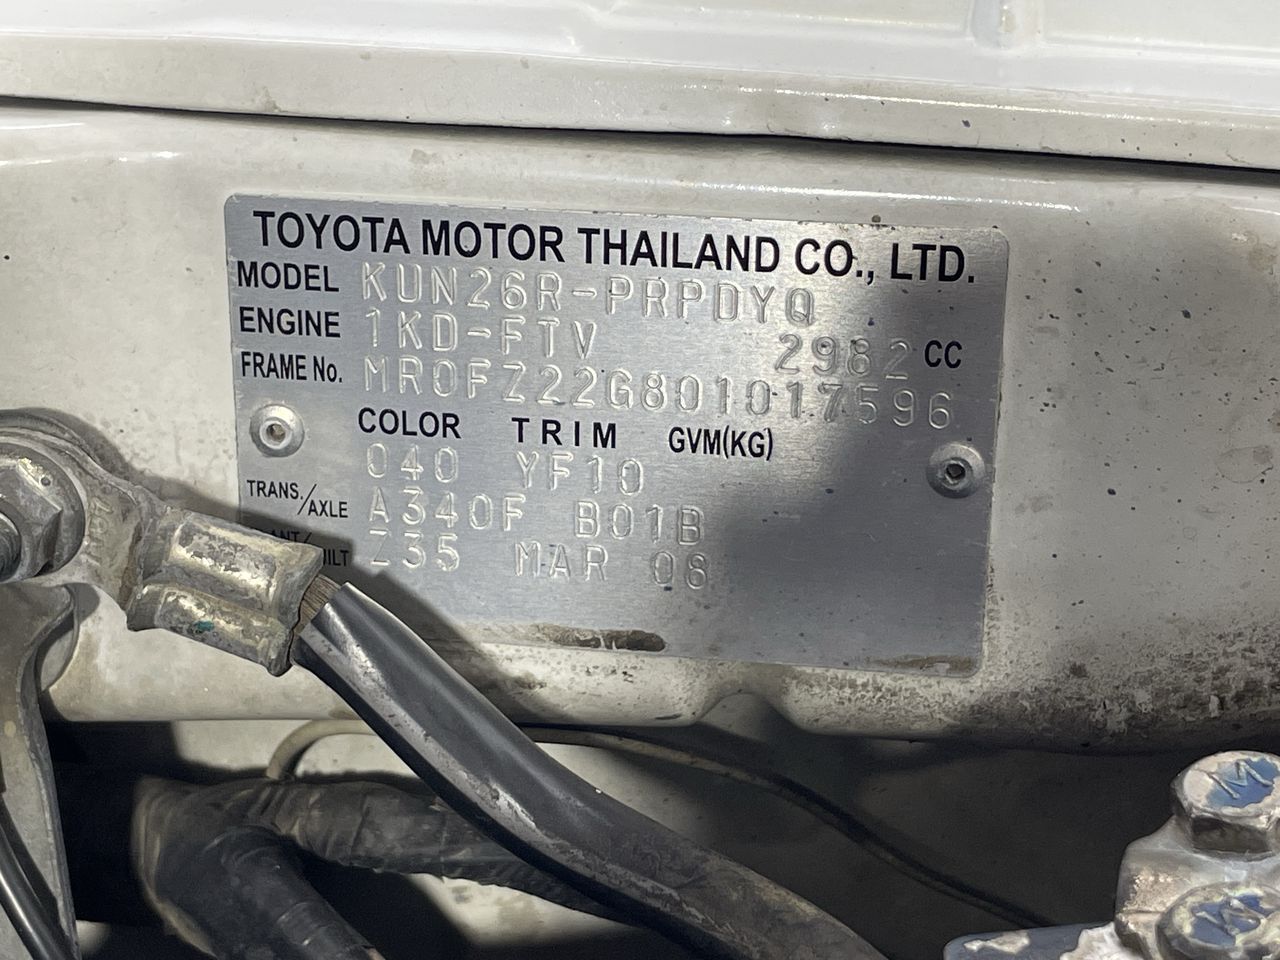 TOYOTA MOTOR THAILAND CO., LTD.
MODEL KUN26R-PRPDYQ
ENGINE 1KD-FTV 2982 CC
FRAME No. MR0FZ22G801017596
COLOR TRIM GVM(KG)
040 YF10
TRANS./AXLE A340F B01B
Z35 MAR 08
M